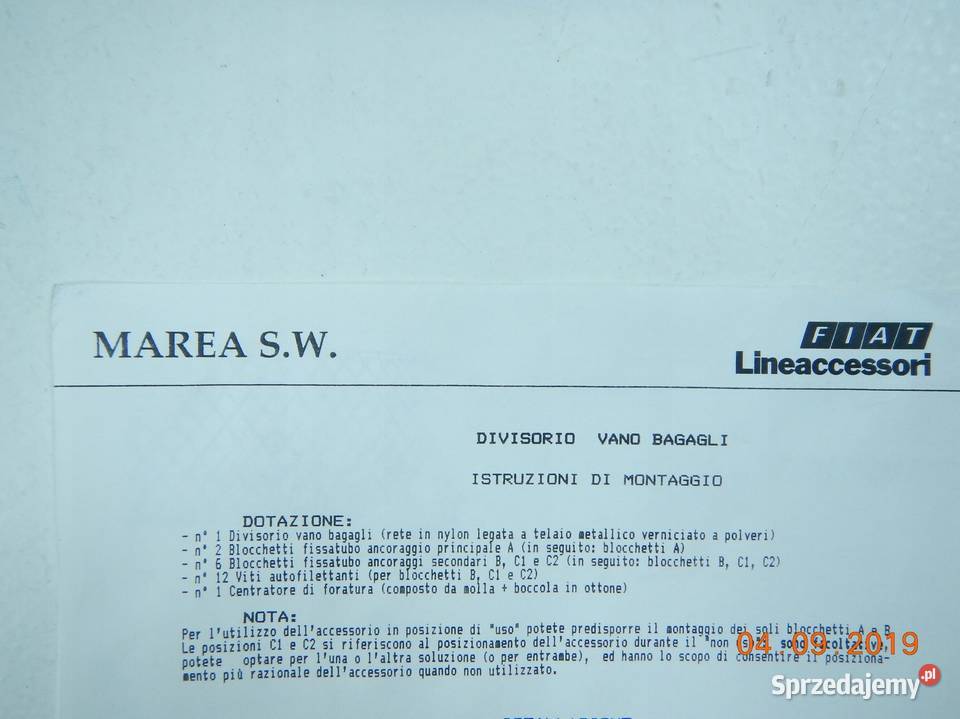 MAREA S.W.
FIAT
Lineaccessori
DIVISORIO VANO BAGAGLI
ISTRUZIONI DI MONTAGGIO
DOTAZIONE:
- n° 1 Divisorio vano bagagli (rete in nylon legata a telaio metallico verniciato a polveri)
- n° 2 Blocchetti fissatubo ancoraggio principale A (in seguito: blocchetti A)
- n° 6 Blocchetti fissatubo ancoraggi secondari B, C1 e C2 (in seguito: blocchetti B, C1, C2)
- n° 12 Viti autofilettanti (per blocchetti B, C1 e C2)
- n° 1 Centratore di foratura (composto da molla + boccola in ottone)
NOTA:
Per l'utilizzo dell'accessorio in posizione di "uso" potete predisporre il montaggio dei soli blocchetti A e B
Le posizioni C1 e C2 si riferiscono al posizionamento dell'accessorio durante il "non uso", sono facoltative,
potete optare per l'una o l'altra soluzione (o per entrambe), ed hanno lo scopo di consentire il posiziona-
mento più razionale dell'accessorio quando non utilizzato.
04 09 2019
Sprzedajemy.pl